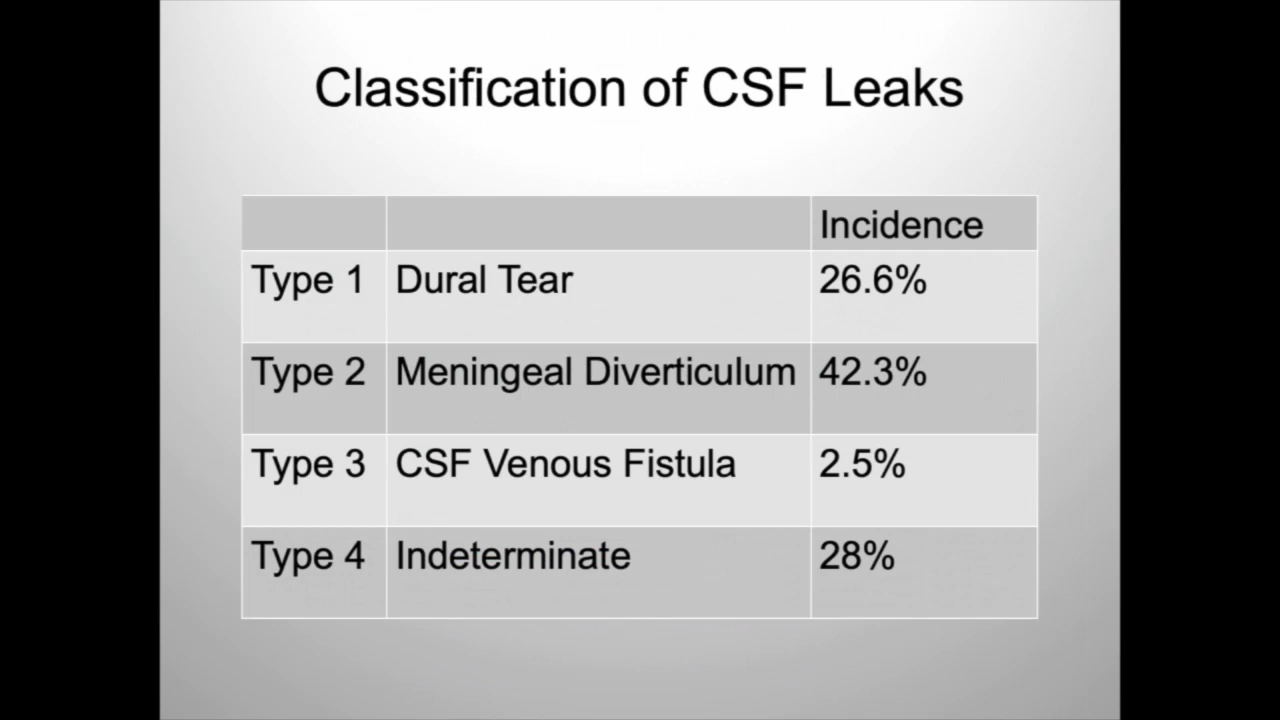 Classification of CSF Leaks
Incidence
Type 1 Dural Tear 26.6%
Type 2 Meningeal Diverticulum 42.3%
Type 3 CSF Venous Fistula 2.5%
Type 4 Indeterminate 28%